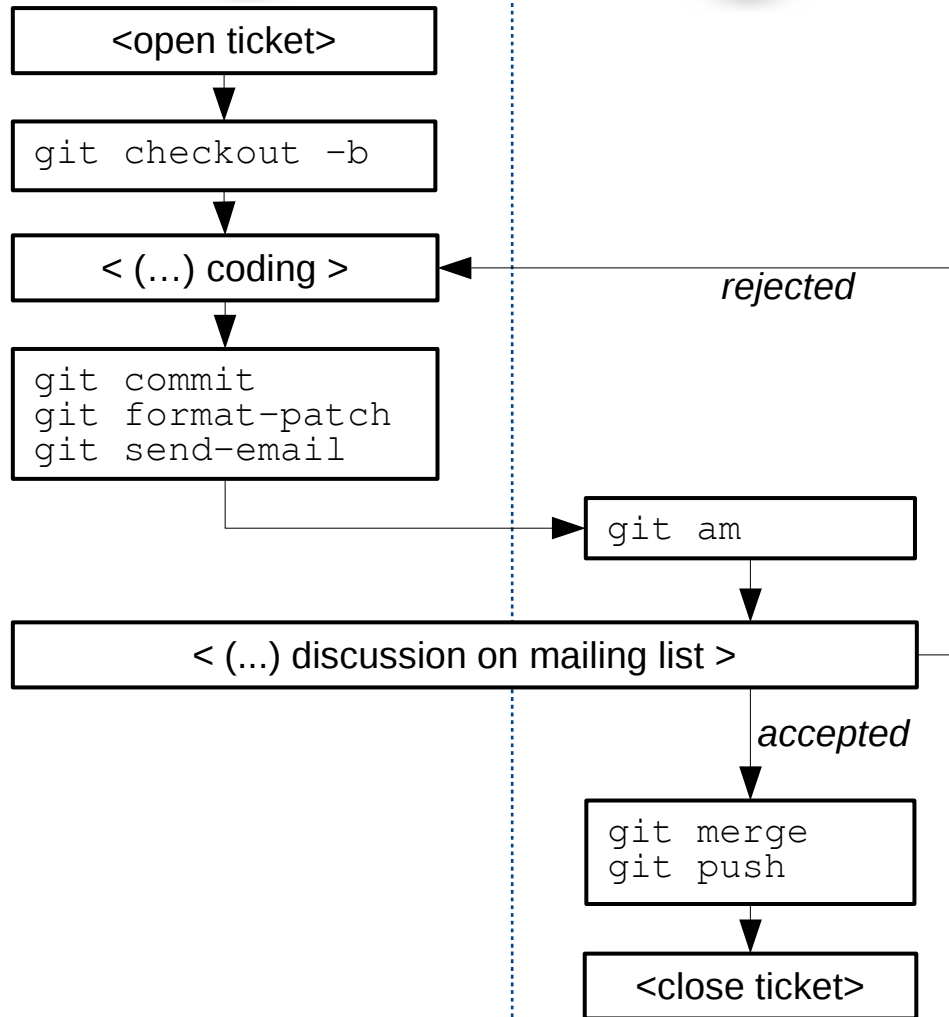 <open ticket>
git checkout -b
< (...) coding >
rejected
git commit
git format-patch
git send-email
git am
< (...) discussion on mailing list >
accepted
git merge
git push
<close ticket>